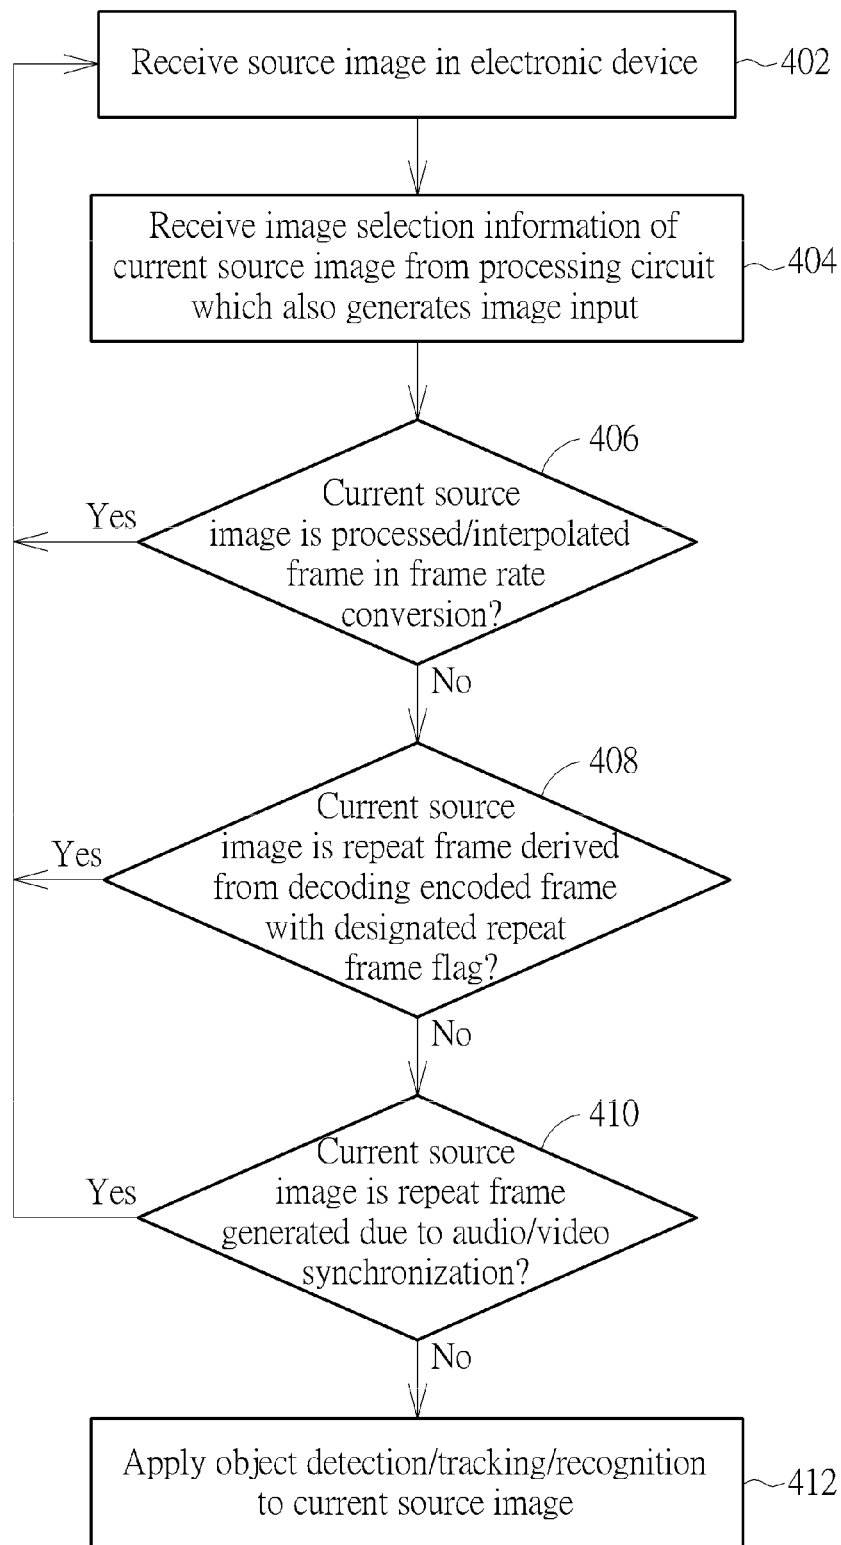 Receive source image in electronic device
402
Receive image selection information of
current source image from processing circuit
which also generates image input
404
406
Current source
image is processed/interpolated
frame in frame rate
conversion?
Yes
No
408
Current source
image is repeat frame derived
from decoding encoded frame
with designated repeat
frame flag?
Yes
No
410
Current source
image is repeat frame
generated due to audio/video
synchronization?
Yes
No
Apply object detection/tracking/recognition
to current source image
412